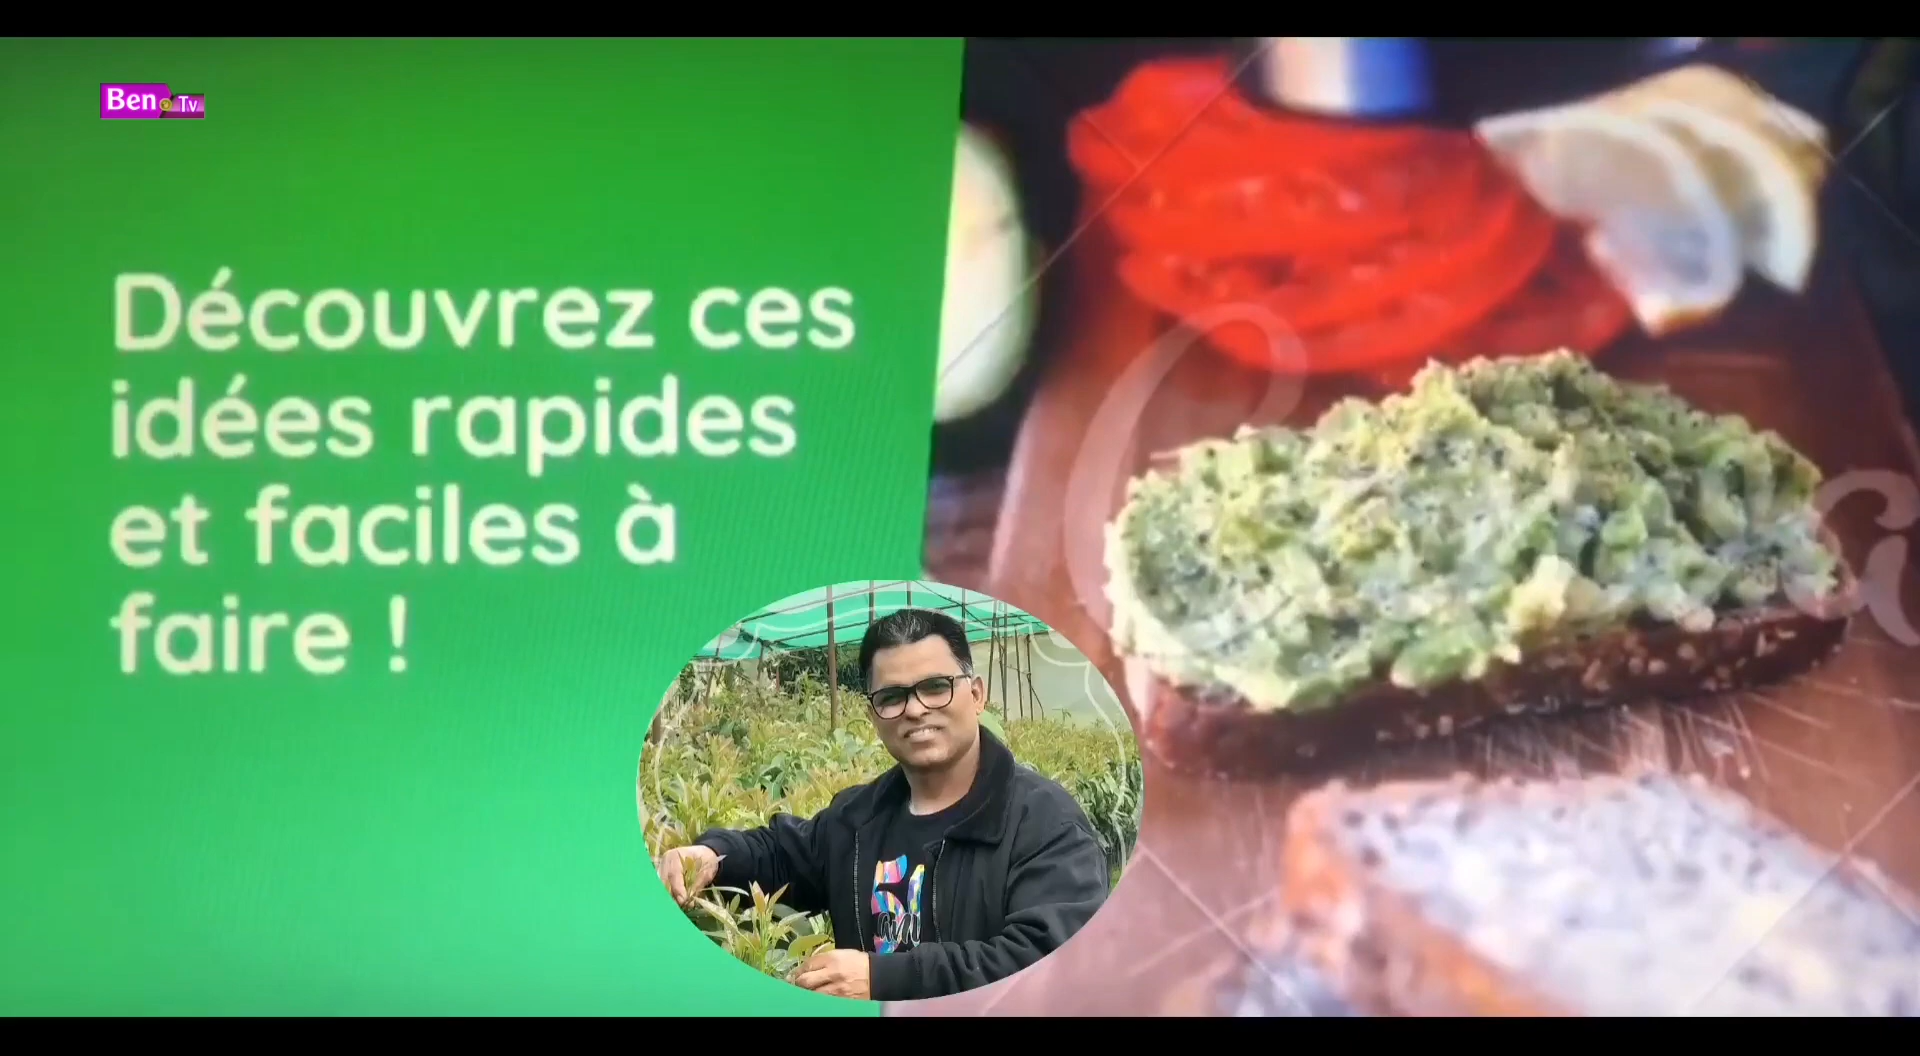 Ben Tv
Découvrez ces
idées rapides
et faciles à
faire !